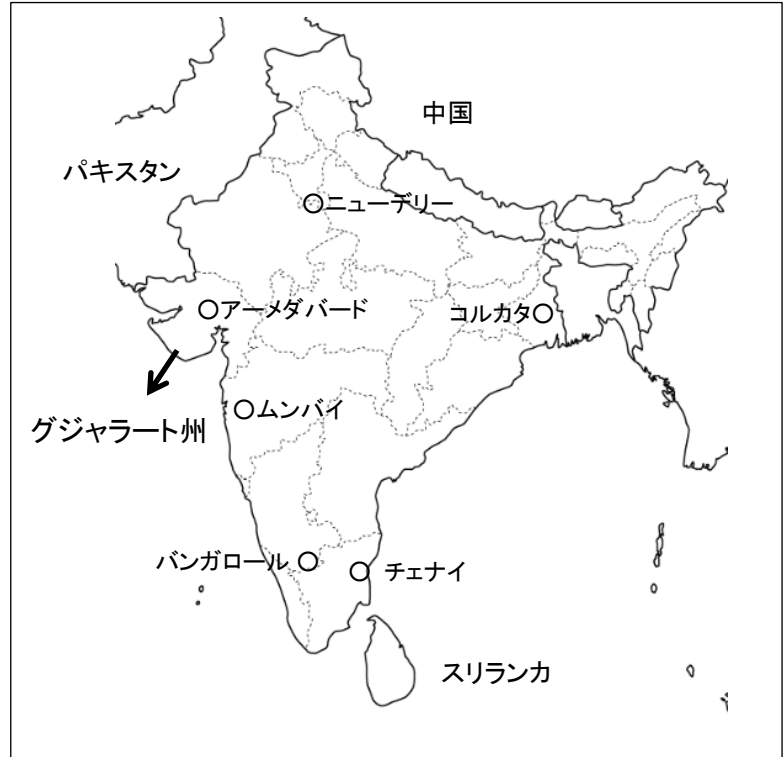 中国
パキスタン
○ニューデリー
○アーメダバード
コルカタ○
○ムンバイ
グジャラート州
バンガロール ○
○ チェナイ
スリランカ